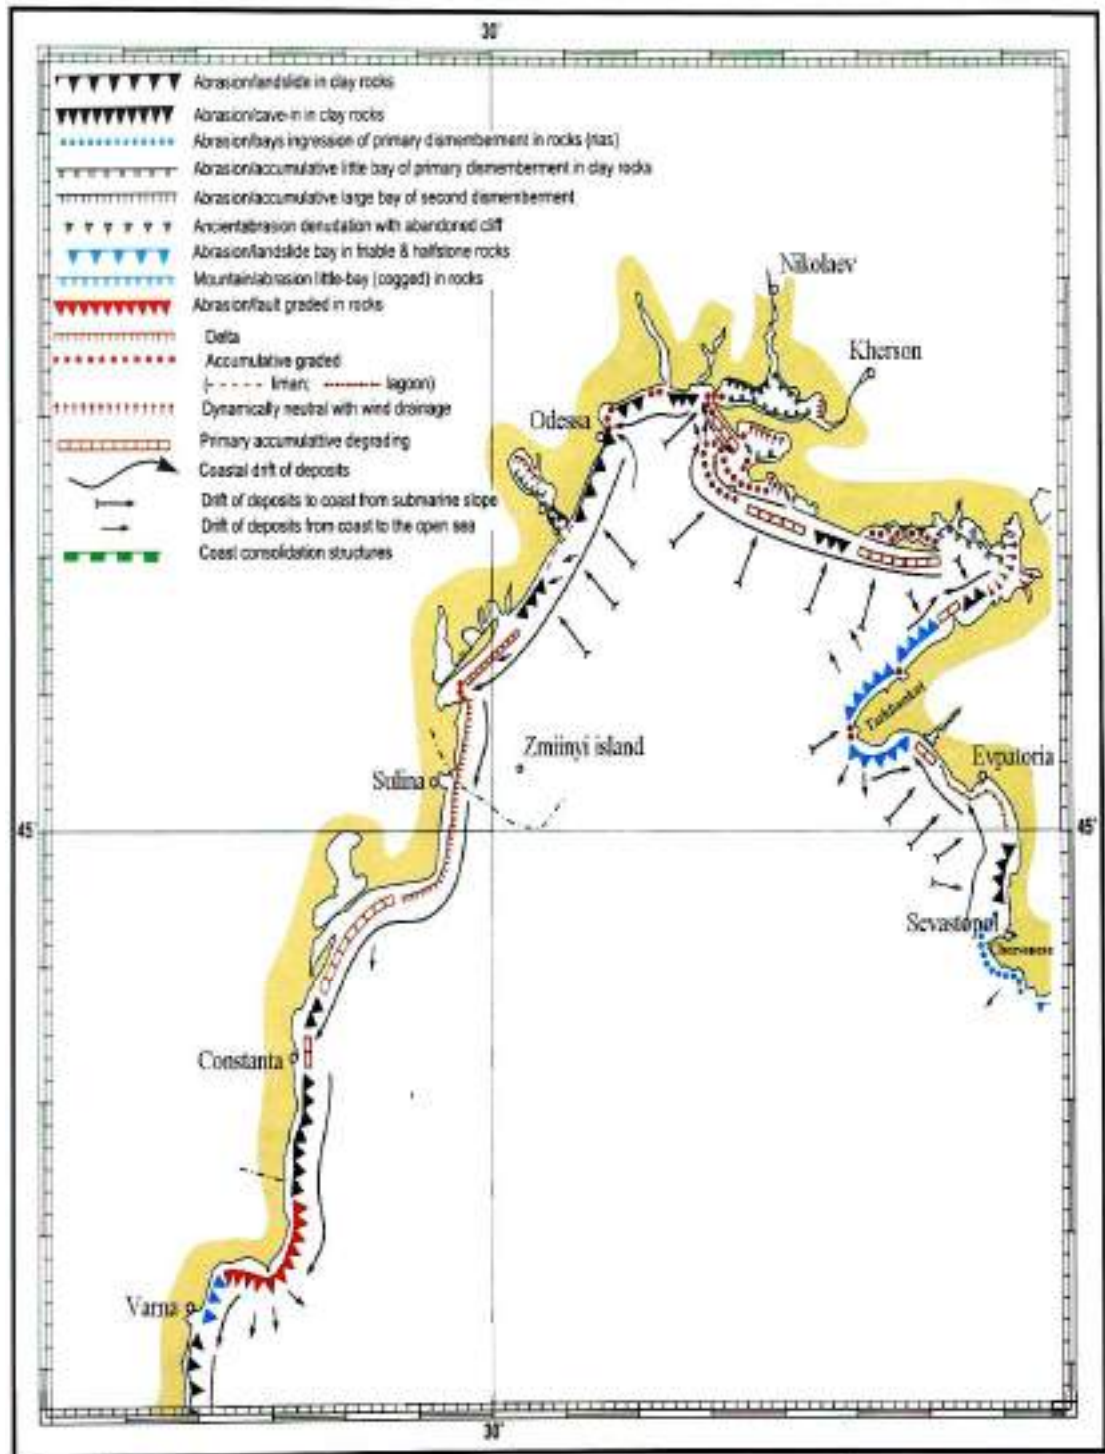 30°
Abrasion/landslide in clay rocks
Abrasion/cave-in in clay rocks
Abrasion/bays ingression of primary dismemberment in rocks (rias)
Abrasion/accumulative little bay of primary dismemberment in clay rocks
Abrasion/accumulative large bay of second dismemberment
Ancientabrasion denudation with abandoned cliff
Abrasion/landslide bay in friable & halfstone rocks
Mountain/abrasion little-bay (cogged) in rocks
Abrasion/fault graded in rocks
Delta
Accumulative graded
( liman; lagoon)
Dynamically neutral with wind drainage
Primary accumulattive degrading
Coastal drift of deposits
Drift of deposits to coast from submarine slope
Drift of deposits from coast to the open sea
Coast consolidation structures
Nikolaev
Kherson
Odessa
Tarkhankut
Zmiinyi island
Evpatoria
Sulina
45°
45°
Sevastopol
Chersonese
Constanta
Varna
30°